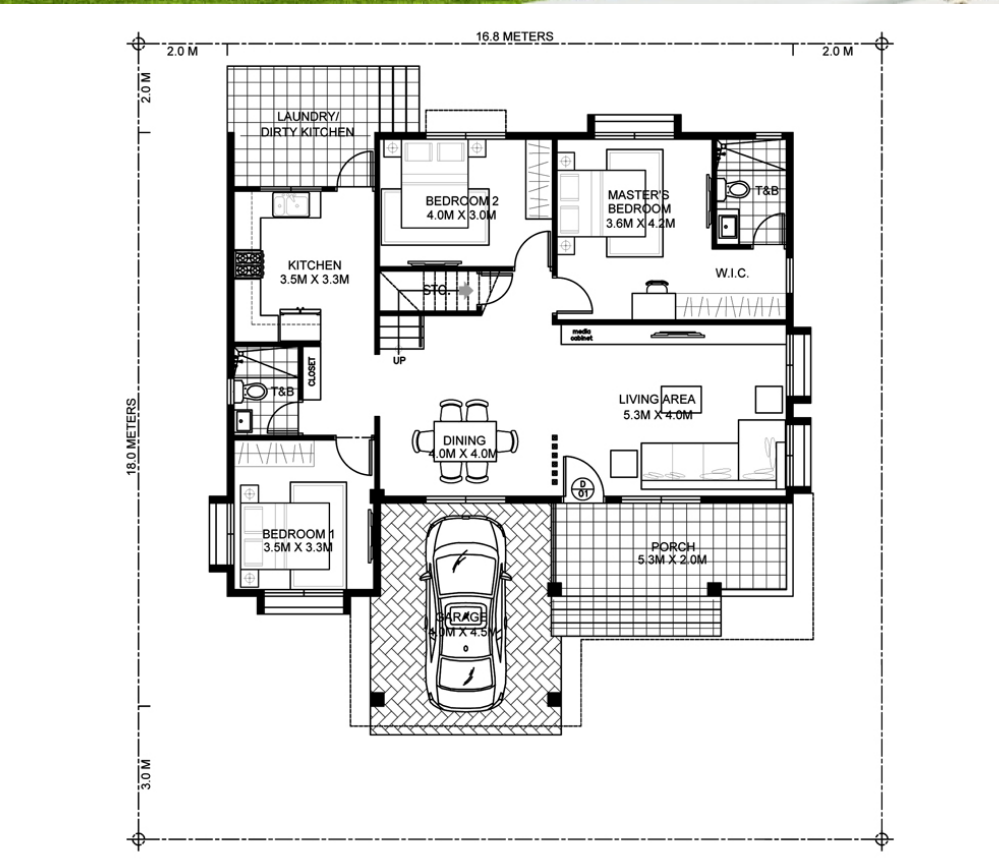 16.8 METERS
2.0 M
2.0 M
2.0 M
LAUNDRY/
DIRTY KITCHEN
BEDROOM 2
4.0M X 3.0M
MASTER'S
BEDROOM
3.6M X 4.2M
T&B
KITCHEN
3.5M X 3.3M
W.I.C.
STO.
UP
media
cabinet
CLOSET
T&B
LIVING AREA
5.3M X 4.0M
18.0 METERS
DINING
4.0M X 4.0M
D
01
BEDROOM 1
3.5M X 3.3M
PORCH
5.3M X 2.0M
GARAGE
4.0M X 4.5M
3.0 M